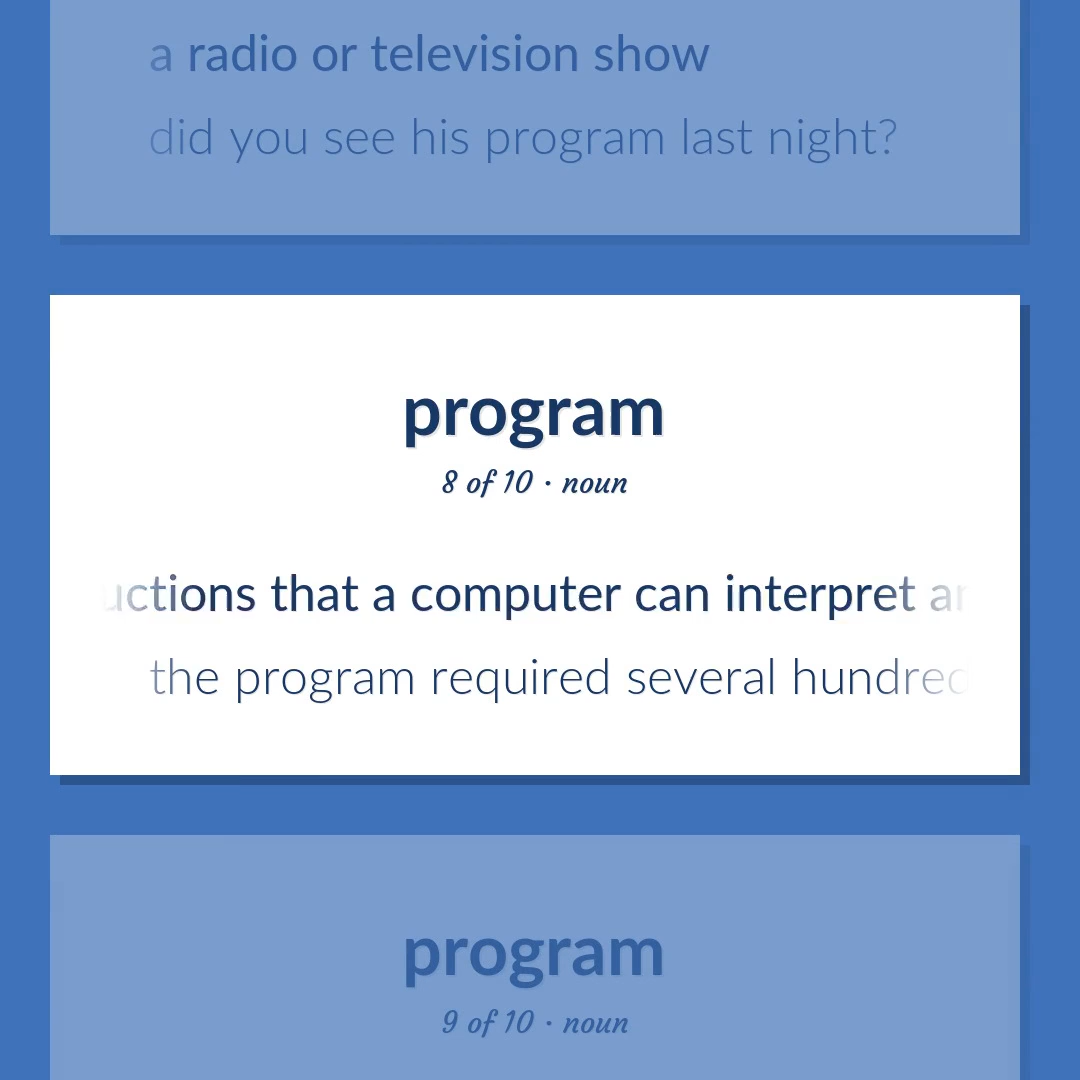 a radio or television show
did you see his program last night?
program
8 of 10 · noun
uctions that a computer can interpret
the program required several hundred
program
9 of 10 · noun